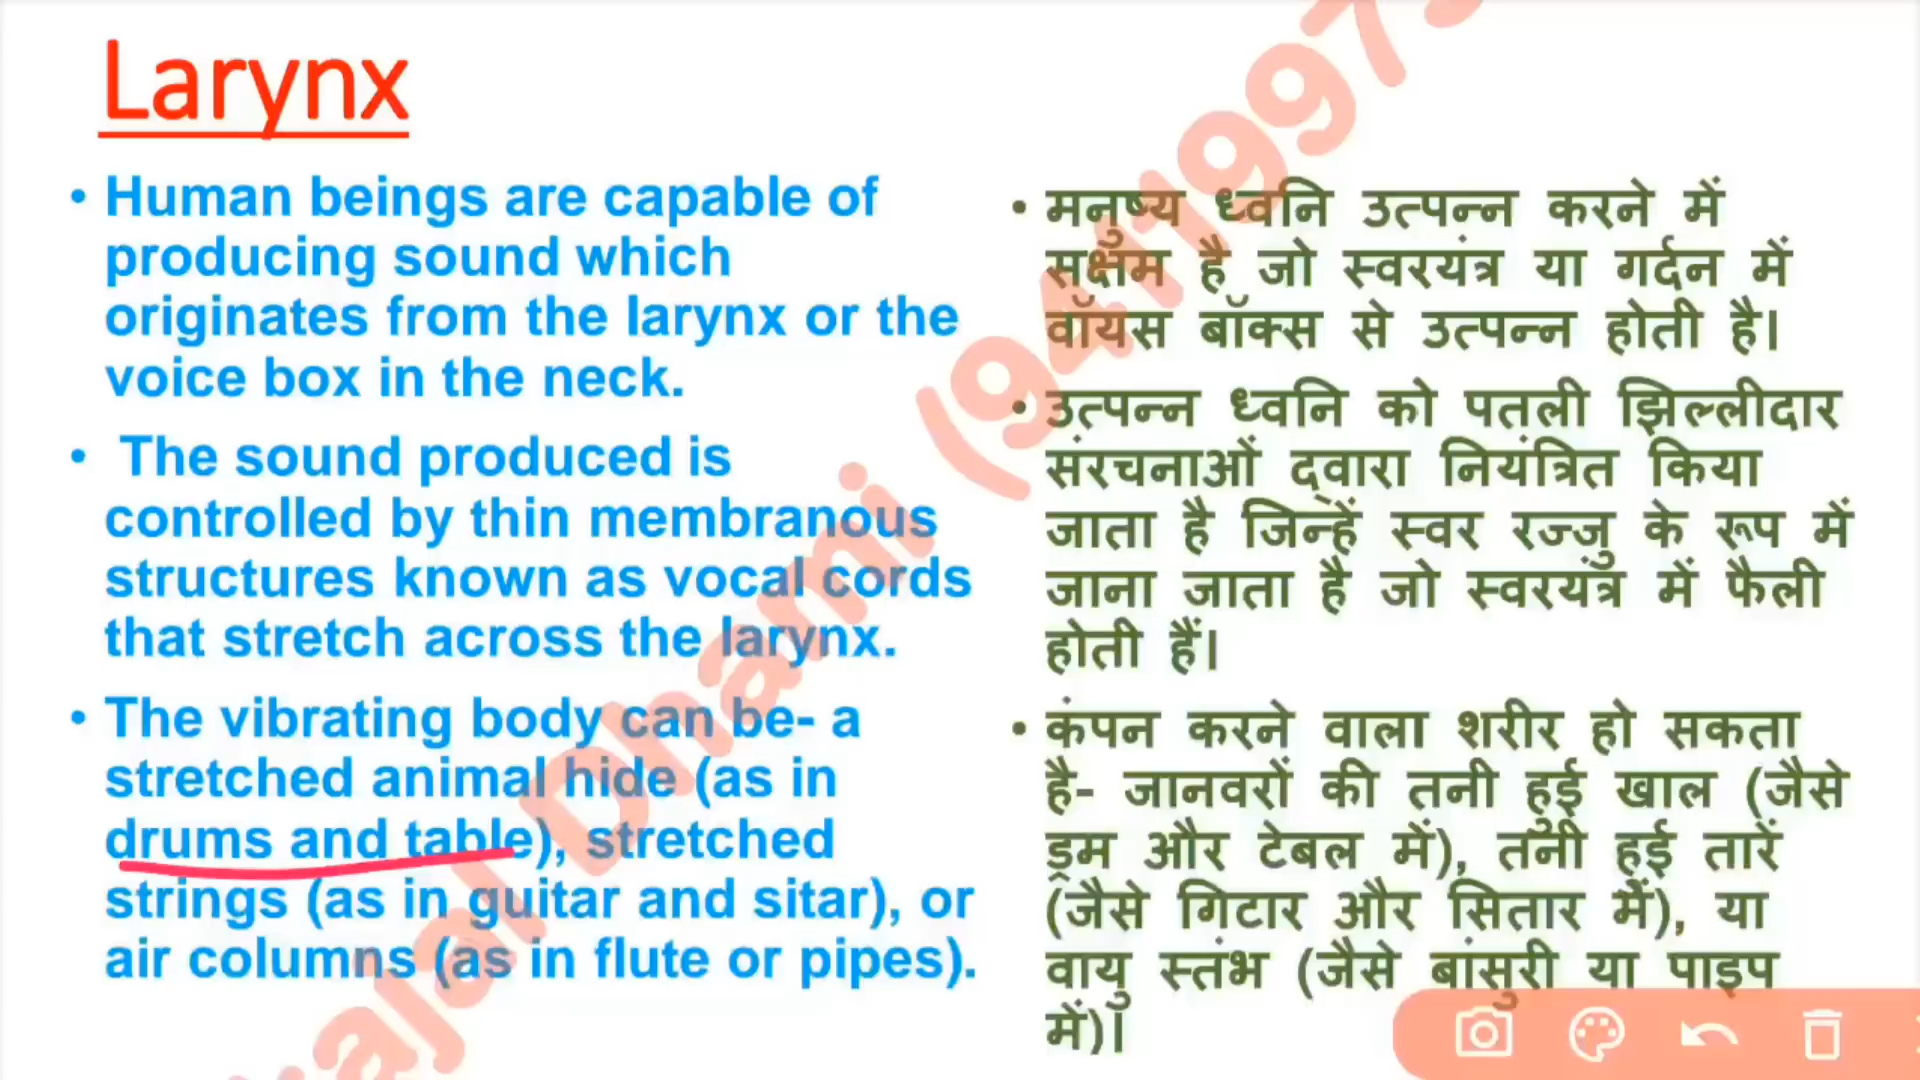 Larynx
• Human beings are capable of
producing sound which
originates from the larynx or the
voice box in the neck.
• The sound produced is
controlled by thin membranous
structures known as vocal cords
that stretch across the larynx.
• The vibrating body can be- a
stretched animal hide (as in
drums and table), stretched
strings (as in guitar and sitar), or
air columns (as in flute or pipes).
• मनुष्य ध्वनि उत्पन्न करने में
सक्षम है जो स्वरयंत्र या गर्दन में
वॉयस बॉक्स से उत्पन्न होती है।
• उत्पन्न ध्वनि को पतली झिल्लीदार
संरचनाओं द्वारा नियंत्रित किया
जाता है जिन्हें स्वर रज्जु के रूप में
जाना जाता है जो स्वरयंत्र में फैली
होती हैं।
• कंपन करने वाला शरीर हो सकता
है- जानवरों की तनी हुई खाल (जैसे
ड्रम और टेबल में), तनी हुई तारें
(जैसे गिटार और सितार में), या
वायु स्तंभ (जैसे बांसुरी या पाइप
में)।
Dhami